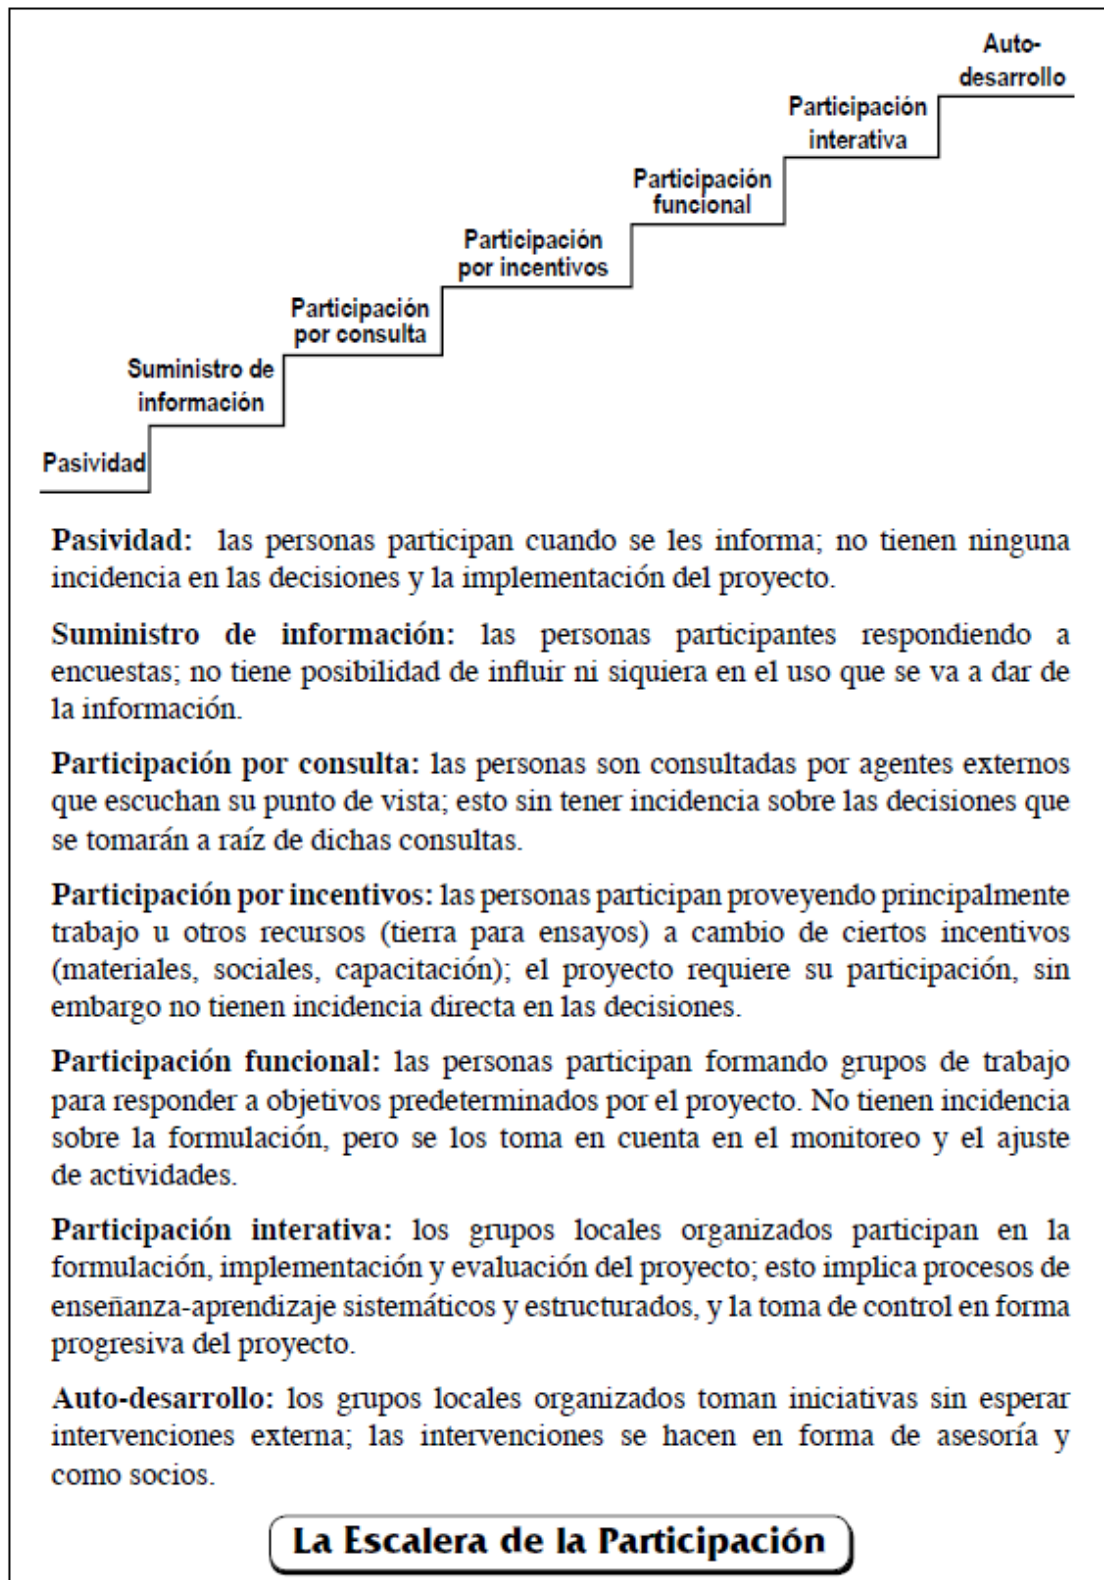 Auto-
desarrollo
Participación
interativa
Participación
funcional
Participación
por incentivos
Participación
por consulta
Suministro de
información
Pasividad
Pasividad: las personas participan cuando se les informa; no tienen ninguna
incidencia en las decisiones y la implementación del proyecto.
Suministro de información: las personas participantes respondiendo a
encuestas; no tiene posibilidad de influir ni siquiera en el uso que se va a dar de
la información.
Participación por consulta: las personas son consultadas por agentes externos
que escuchan su punto de vista; esto sin tener incidencia sobre las decisiones que
se tomarán a raíz de dichas consultas.
Participación por incentivos: las personas participan proveyendo principalmente
trabajo u otros recursos (tierra para ensayos) a cambio de ciertos incentivos
(materiales, sociales, capacitación); el proyecto requiere su participación, sin
embargo no tienen incidencia directa en las decisiones.
Participación funcional: las personas participan formando grupos de trabajo
para responder a objetivos predeterminados por el proyecto. No tienen incidencia
sobre la formulación, pero se los toma en cuenta en el monitoreo y el ajuste
de actividades.
Participación interativa: los grupos locales organizados participan en la
formulación, implementación y evaluación del proyecto; esto implica procesos de
enseñanza-aprendizaje sistemáticos y estructurados, y la toma de control en forma
progresiva del proyecto.
Auto-desarrollo: los grupos locales organizados toman iniciativas sin esperar
intervenciones externa; las intervenciones se hacen en forma de asesoría y
como socios.
La Escalera de la Participación